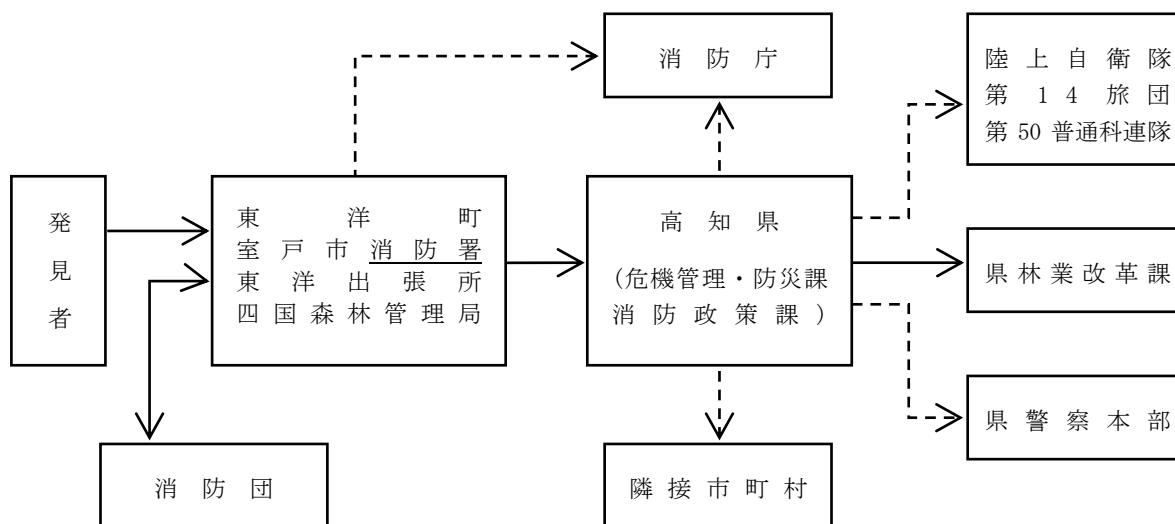 消防庁
陸上自衛隊
第14旅団
第50普通科連隊
発見者
東洋町
室戸市消防署
東洋出張所
四国森林管理局
高知県
(危機管理・防災課
消防政策課)
県林業改革課
県警察本部
消防団
隣接市町村